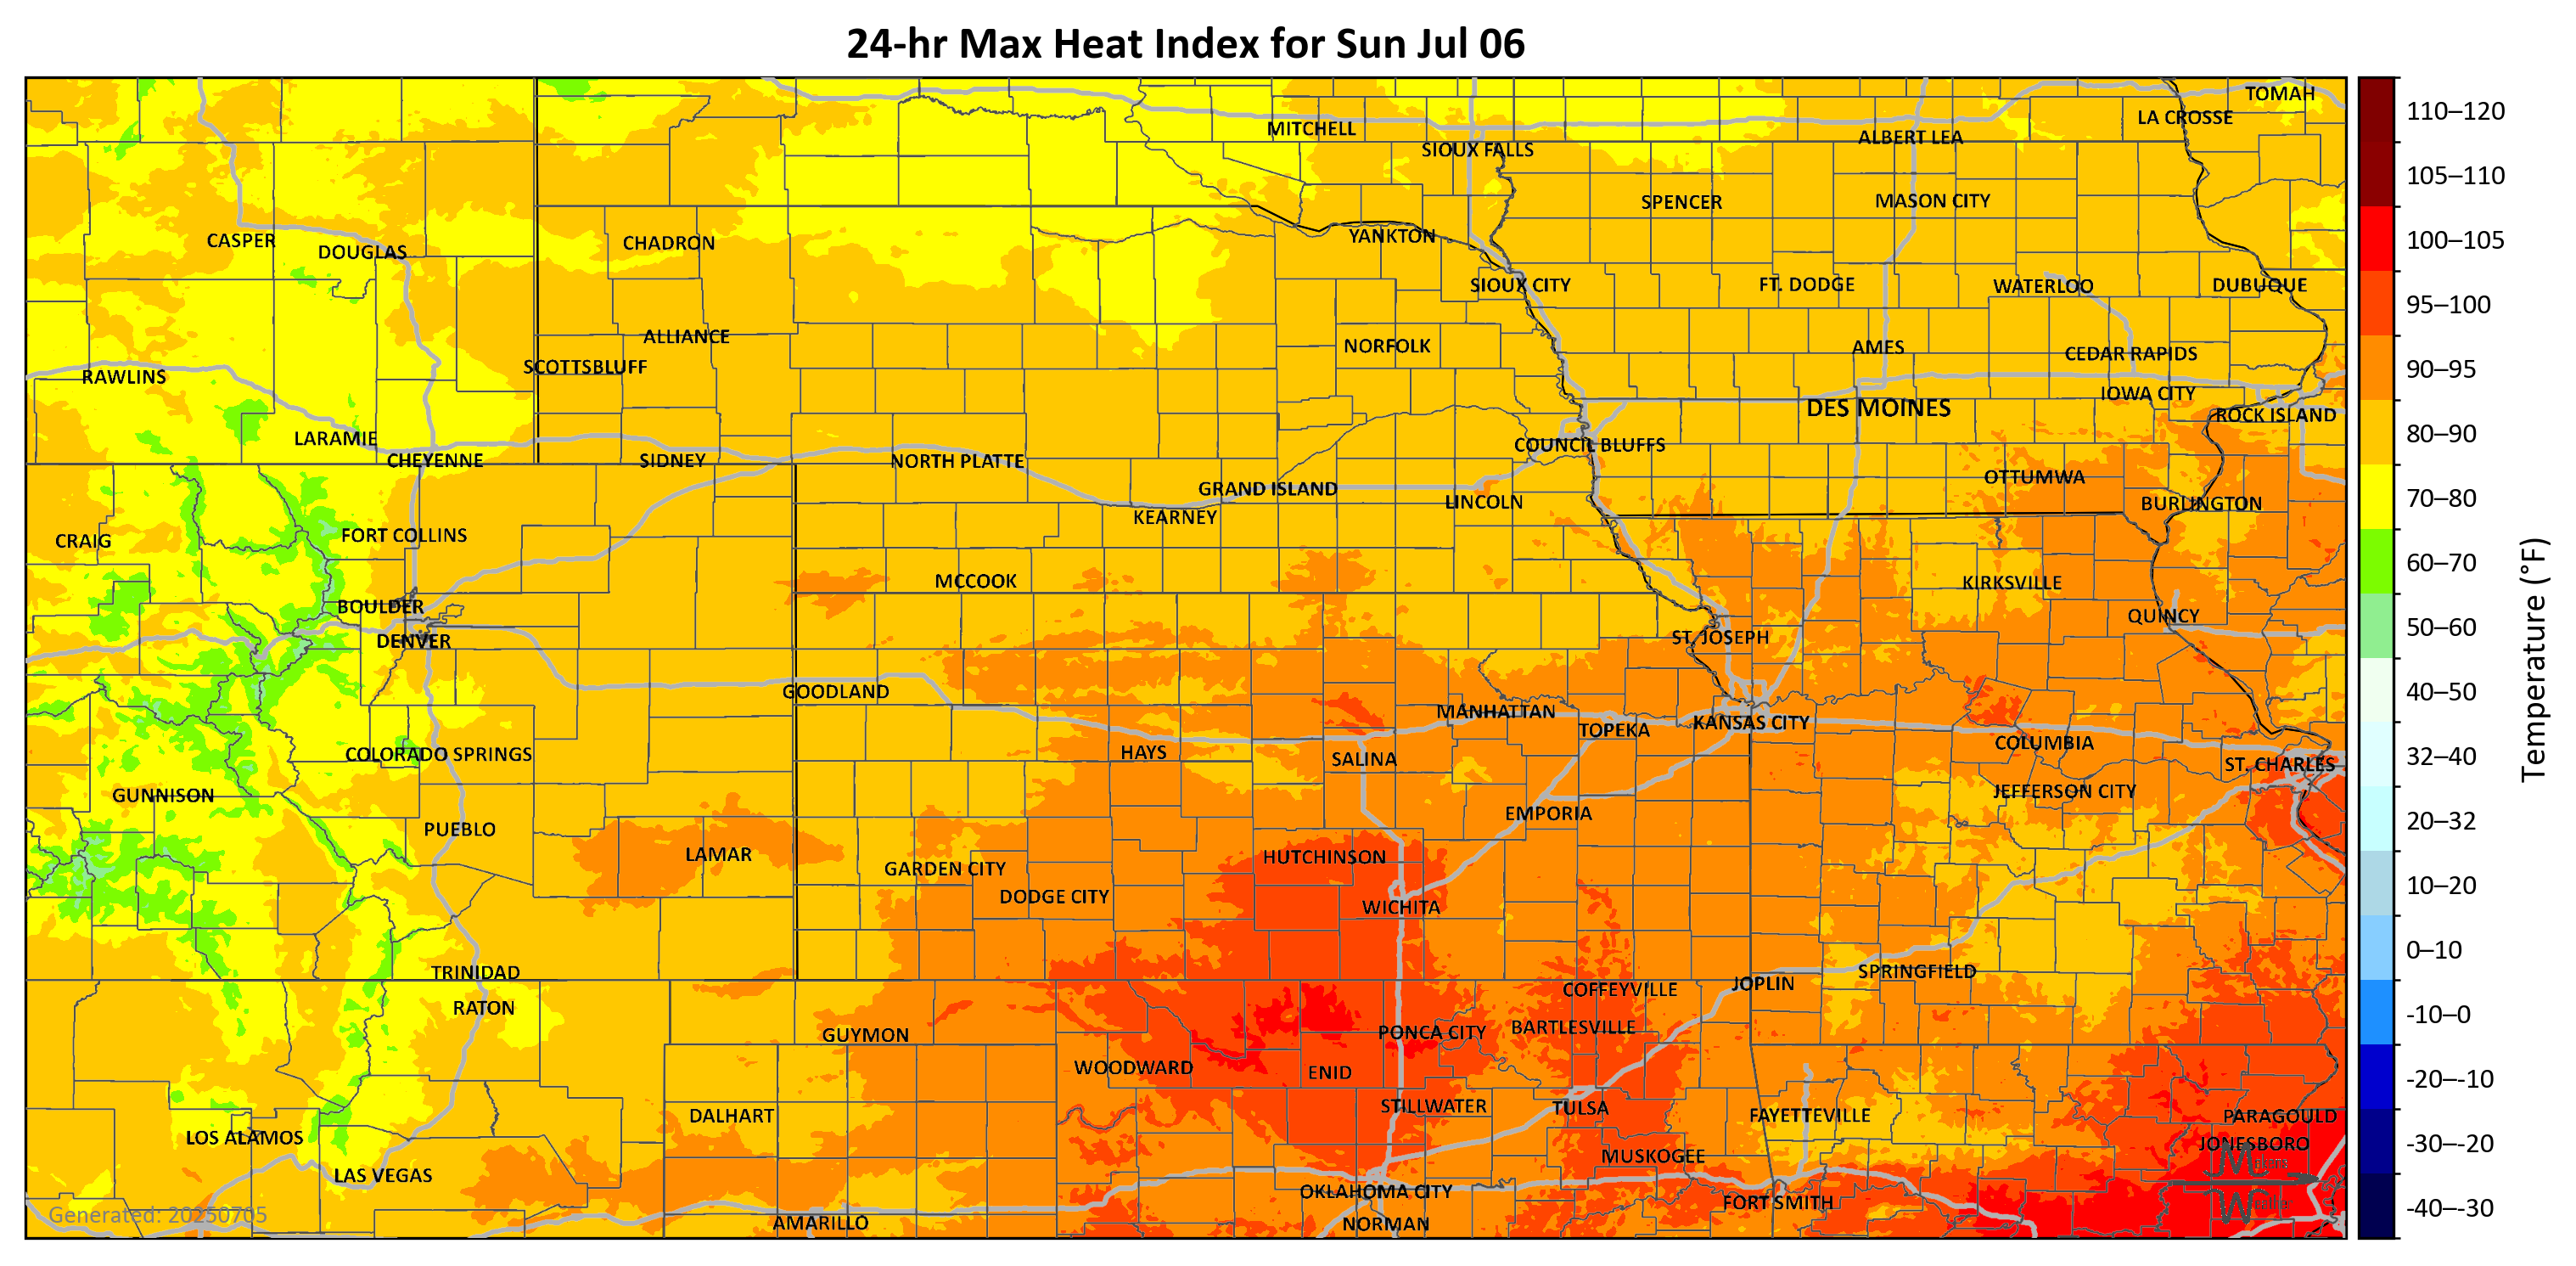 24-hr Max Heat Index for Sun Jul 06
TOMAH
LA CROSSE
MITCHELL
ALBERT LEA
SIOUX FALLS
SPENCER
MASON CITY
YANKTON
CASPER
CHADRON
DOUGLAS
SIOUX CITY
FT. DODGE
WATERLOO
DUBUQUE
ALLIANCE
NORFOLK
AMES
CEDAR RAPIDS
SCOTTSBLUFF
RAWLINS
IOWA CITY
DES MOINES
ROCK ISLAND
LARAMIE
COUNCIL BLUFFS
CHEYENNE
SIDNEY
NORTH PLATTE
OTTUMWA
GRAND ISLAND
LINCOLN
BURLINGTON
KEARNEY
FORT COLLINS
CRAIG
MCCOOK
KIRKSVILLE
BOULDER
QUINCY
DENVER
ST. JOSEPH
GOODLAND
MANHATTAN
KANSAS CITY
TOPEKA
COLUMBIA
COLORADO SPRINGS
HAYS
SALINA
ST. CHARLES
GUNNISON
JEFFERSON CITY
EMPORIA
PUEBLO
LAMAR
HUTCHINSON
GARDEN CITY
DODGE CITY
WICHITA
TRINIDAD
SPRINGFIELD
JOPLIN
COFFEYVILLE
RATON
GUYMON
PONCA CITY
BARTLESVILLE
WOODWARD
ENID
STILLWATER
TULSA
DALHART
FAYETTEVILLE
PARAGOULD
LOS ALAMOS
JONESBORO
MUSKOGEE
LAS VEGAS
OKLAHOMA CITY
FORT SMITH
AMARILLO
NORMAN
Generated: 20250705
110–120
105–110
100–105
95–100
90–95
80–90
70–80
60–70
50–60
40–50
32–40
20–32
10–20
0–10
-10–0
-20–-10
-30–-20
-40–-30
Temperature (°F)